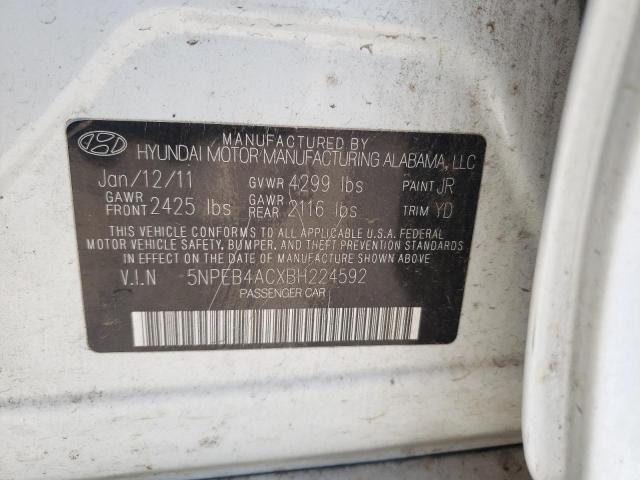 MANUFACTURED BY
HYUNDAI MOTOR MANUFACTURING ALABAMA, LLC
Jan/12/11 GVWR 4299 lbs PAINT JR
GAWR FRONT 2425 lbs GAWR REAR 2116 lbs TRIM YD
THIS VEHICLE CONFORMS TO ALL APPLICABLE U.S.A. FEDERAL
MOTOR VEHICLE SAFETY, BUMPER, AND THEFT PREVENTION STANDARDS
IN EFFECT ON THE DATE OF MANUFACTURE SHOWN ABOVE
V.I.N 5NPEB4ACXBH224592
PASSENGER CAR